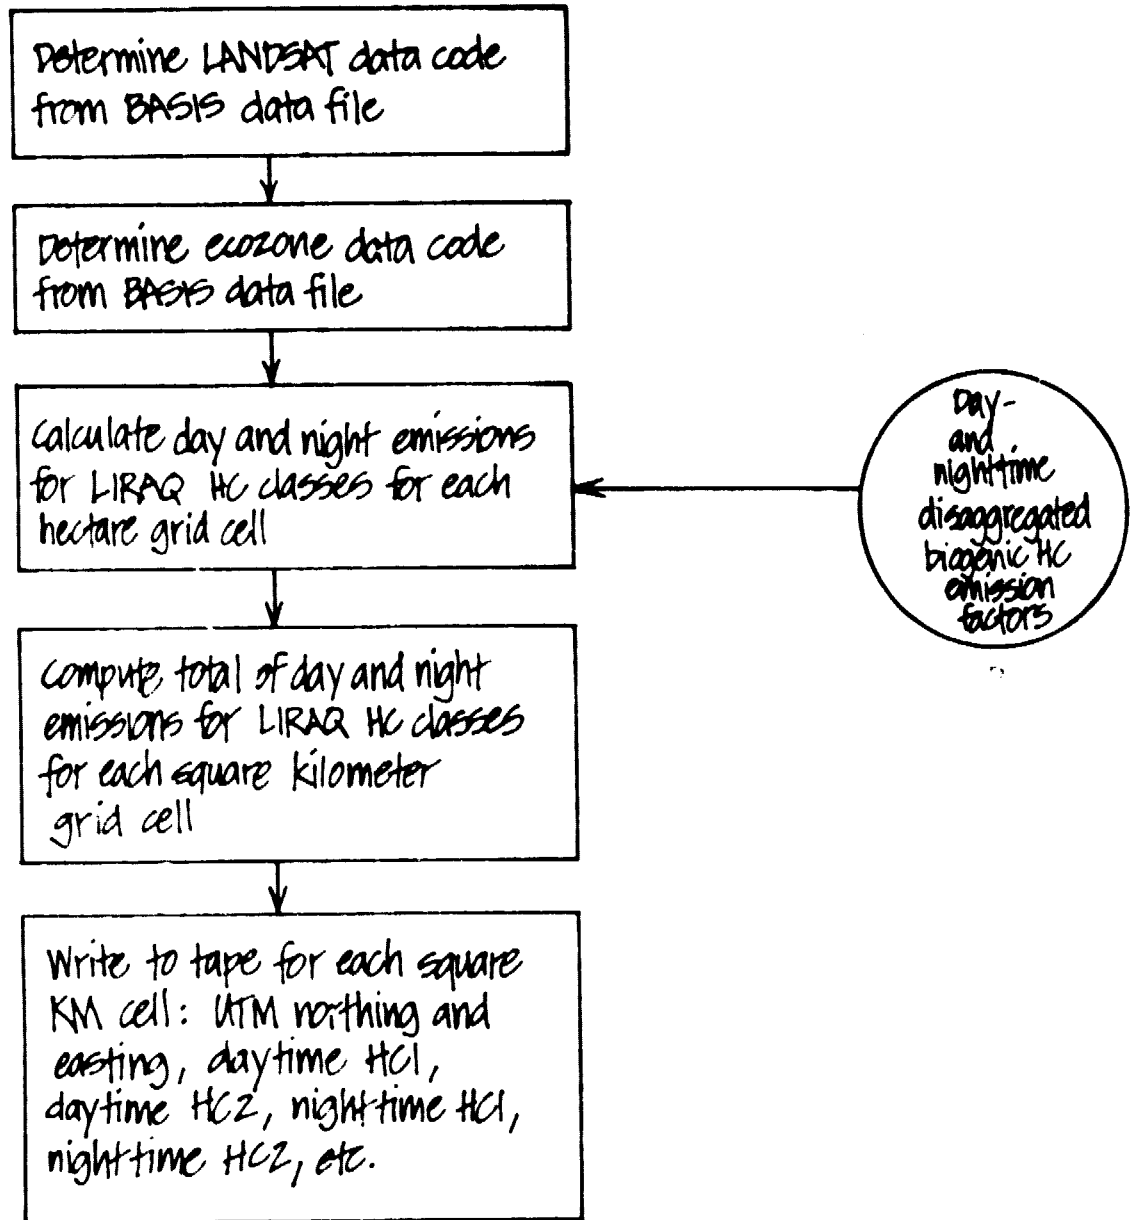 Determine LANDSAT data code
from BASIS data file
Determine ecozone data code
from BASIS data file
Calculate day and night emissions
for LIRAQ HC classes for each
hectare grid cell
Day-
and
nighttime
disaggregated
biogenic HC
emission
factors
Compute total of day and night
emissions for LIRAQ HC classes
for each square kilometer
grid cell
Write to tape for each square
KM cell: UTM northing and
easting, daytime HC1,
daytime HC2, nighttime HC1,
nighttime HC2, etc.